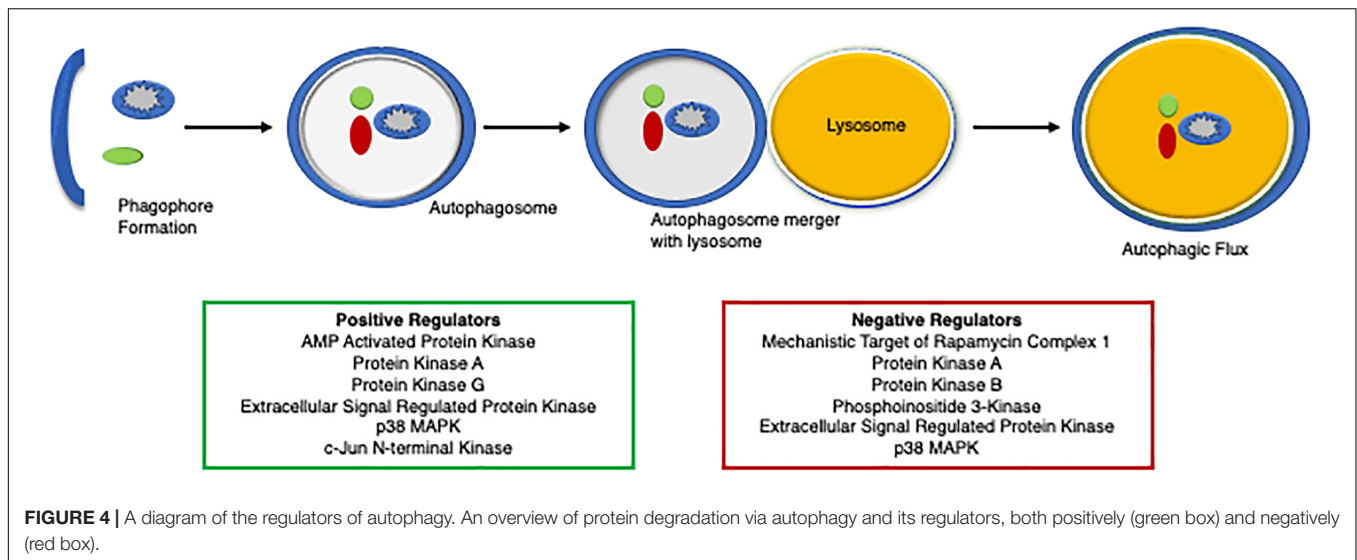 Phagophore
Formation
Autophagosome
Autophagosome merger
with lysosome
Lysosome
Autophagic Flux
Positive Regulators
AMP Activated Protein Kinase
Protein Kinase A
Protein Kinase G
Extracellular Signal Regulated Protein Kinase
p38 MAPK
c-Jun N-terminal Kinase
Negative Regulators
Mechanistic Target of Rapamycin Complex 1
Protein Kinase A
Protein Kinase B
Phosphoinositide 3-Kinase
Extracellular Signal Regulated Protein Kinase
p38 MAPK
FIGURE 4 | A diagram of the regulators of autophagy. An overview of protein degradation via autophagy and its regulators, both positively (green box) and negatively
(red box).